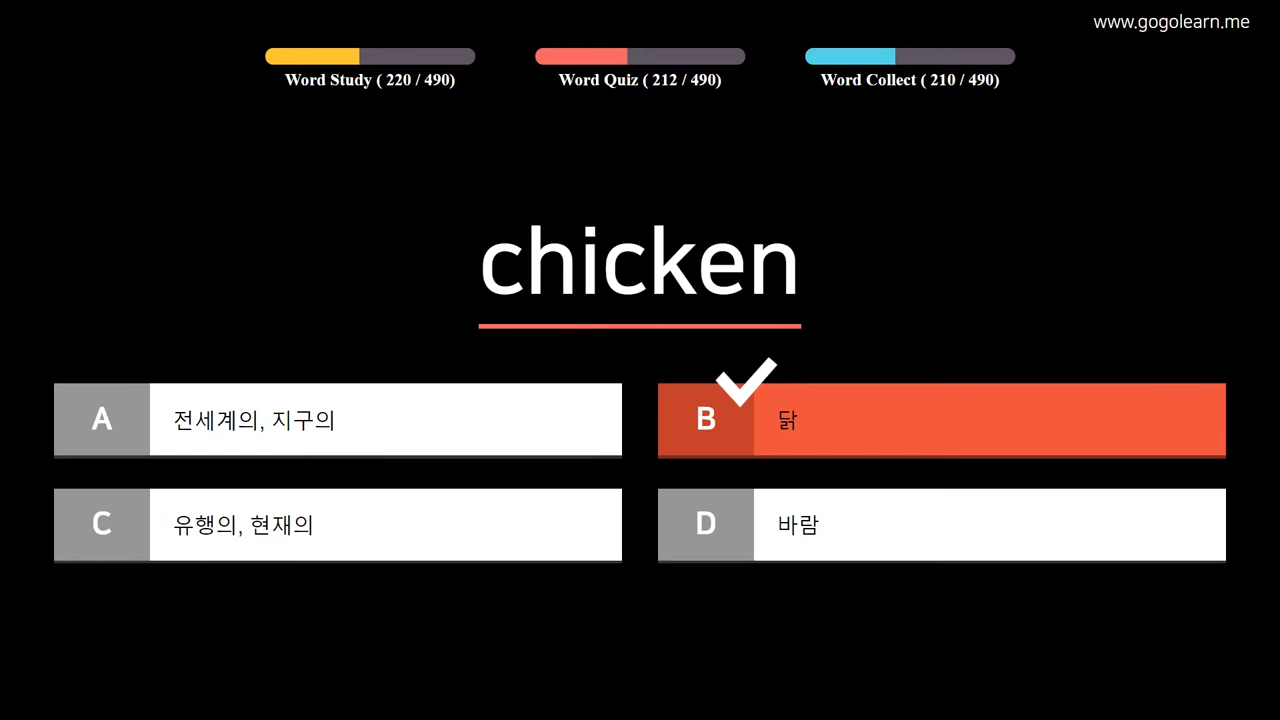 www.gogolearn.me
Word Study ( 220 / 490)
Word Quiz ( 212 / 490)
Word Collect ( 210 / 490)
chicken
A
전세계의, 지구의
B
닭
C
유행의, 현재의
D
바람